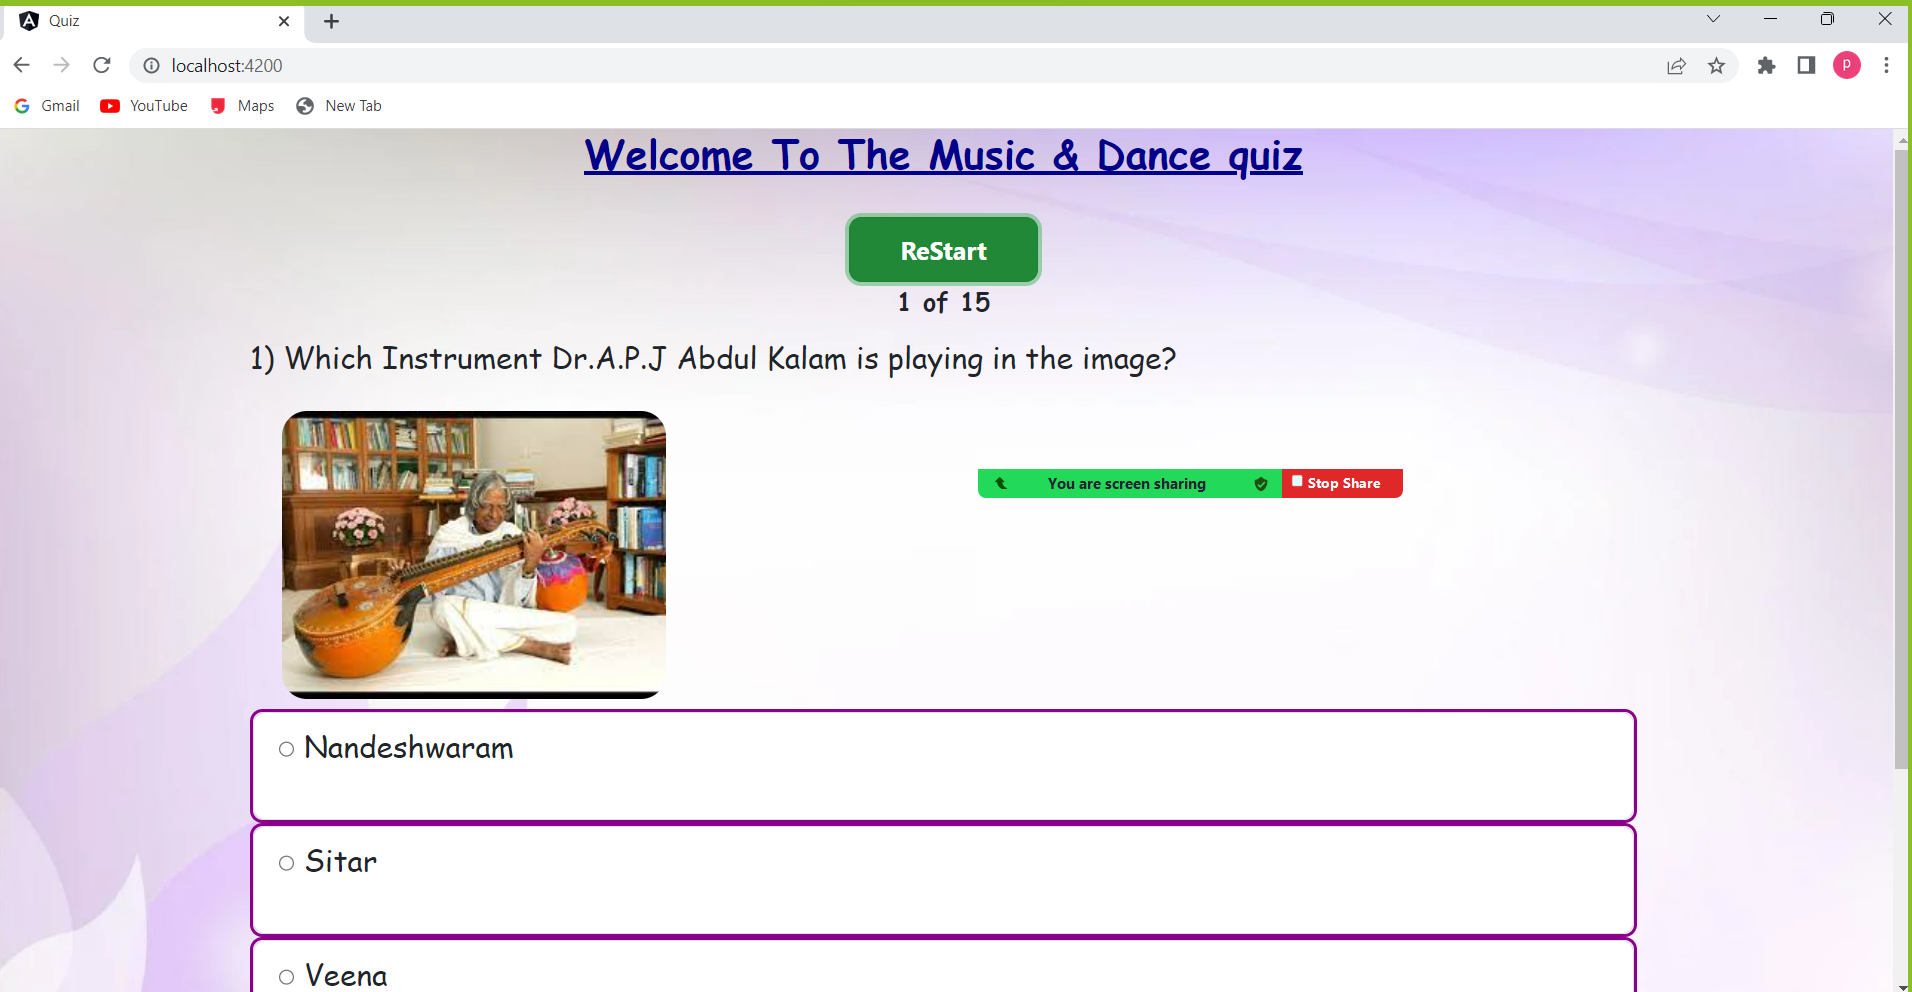 Quiz
localhost:4200
Gmail YouTube Maps New Tab
Welcome To The Music & Dance quiz
ReStart
1 of 15
1) Which Instrument Dr.A.P.J Abdul Kalam is playing in the image?
You are screen sharing Stop Share
Nandeshwaram
Sitar
Veena